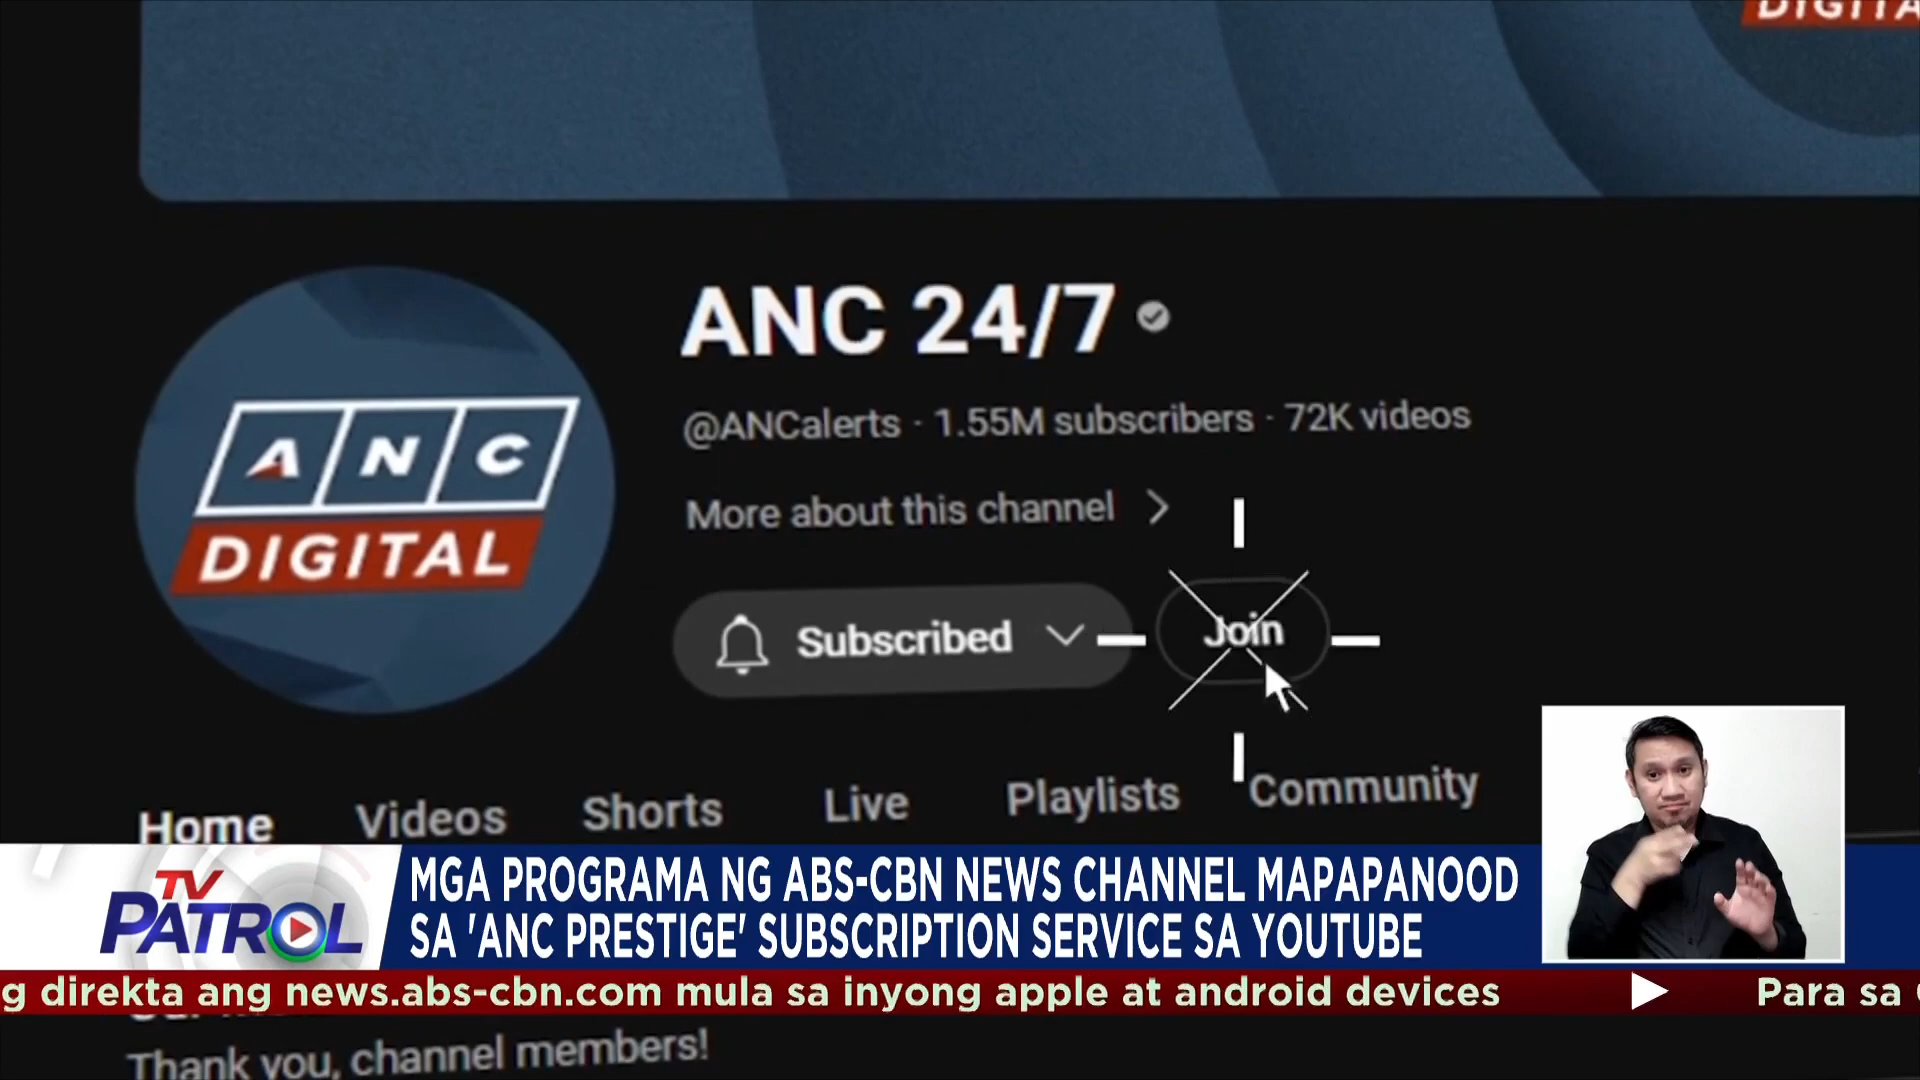 DIGITA
ANC 24/7
@ANCalerts · 1.55M subscribers · 72K videos
More about this channel >
ANC
DIGITAL
Subscribed
Join
Home Videos Shorts Live Playlists Community
TV PATROL
MGA PROGRAMA NG ABS-CBN NEWS CHANNEL MAPAPANOOD
SA 'ANC PRESTIGE' SUBSCRIPTION SERVICE SA YOUTUBE
g direkta ang news.abs-cbn.com mula sa inyong apple at android devices
Para sa
Thank you, channel members!